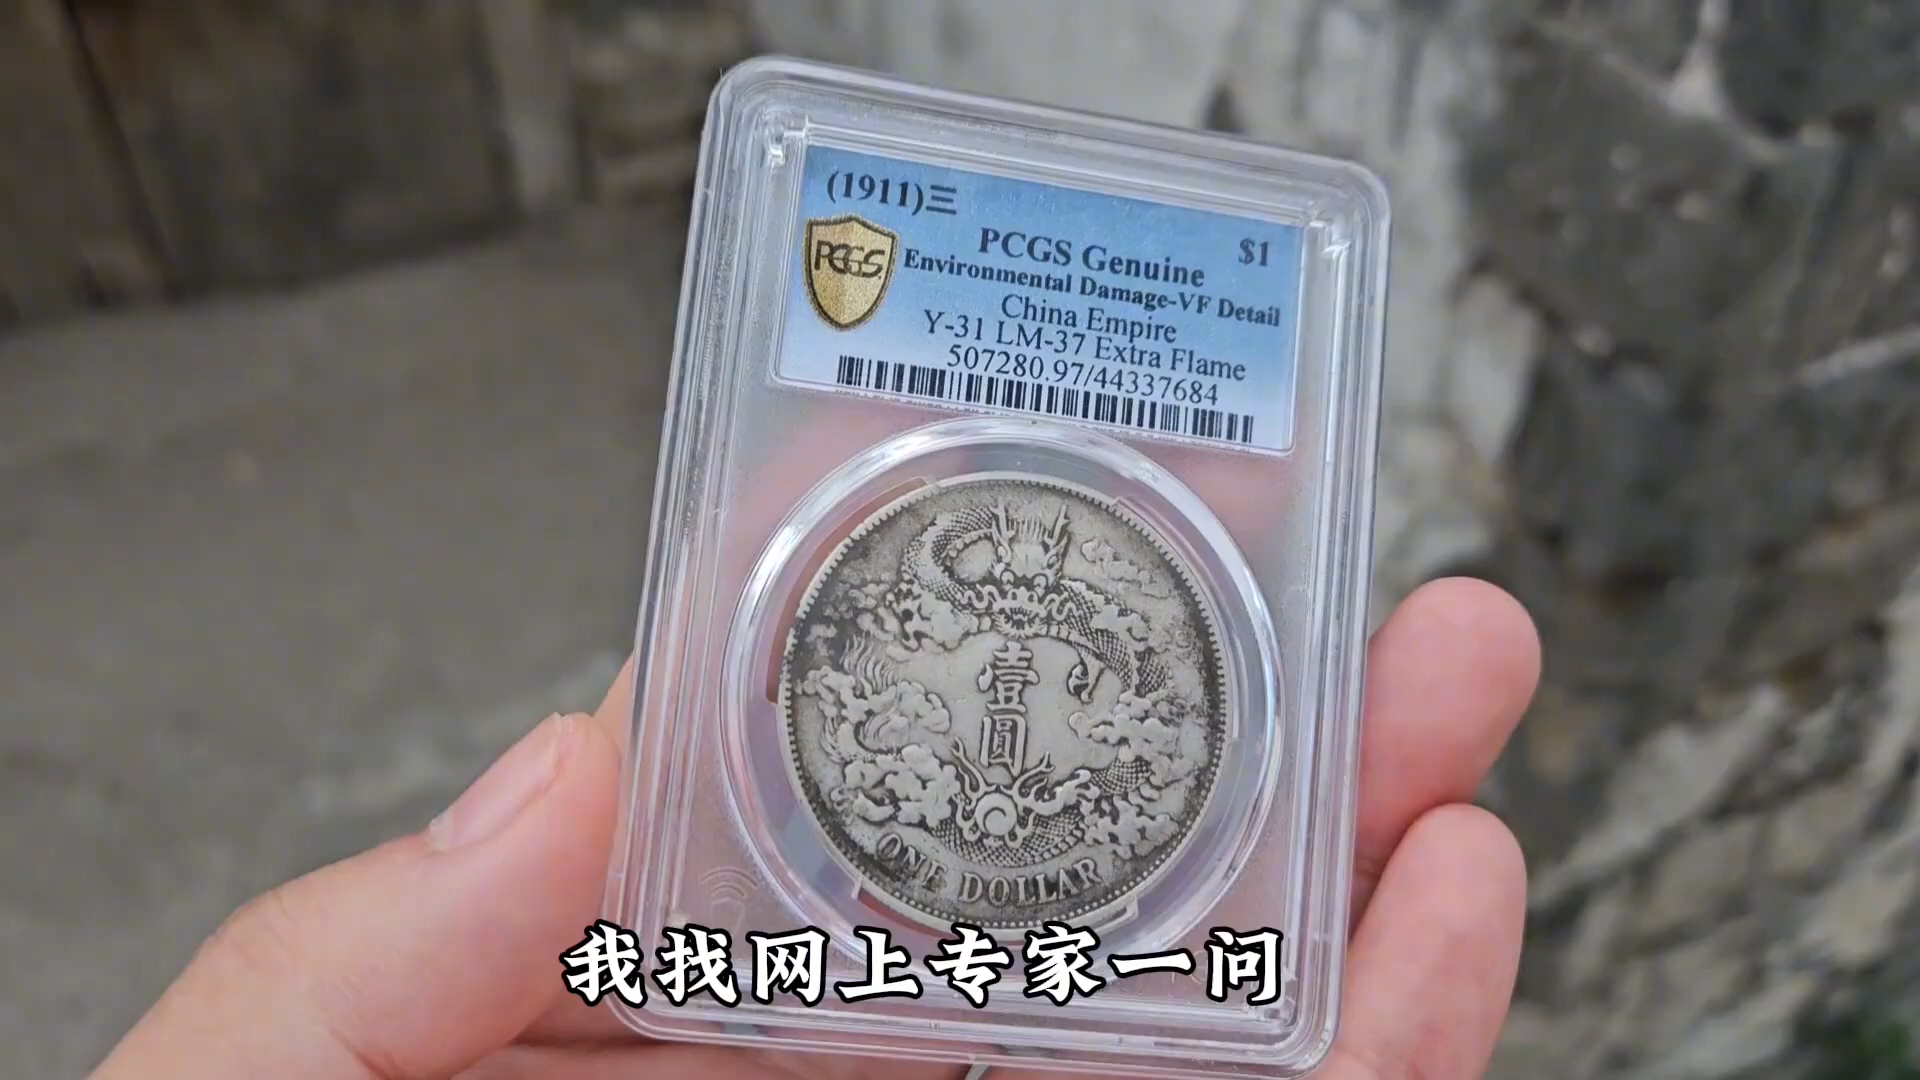 (1911)三
PCGS Genuine
$1
PCGS
Environmental Damage-VF Detail
China Empire
Y-31 LM-37 Extra Flame
507280.97/44337684
壹
圓
ONE DOLLAR
我找网上专家一问